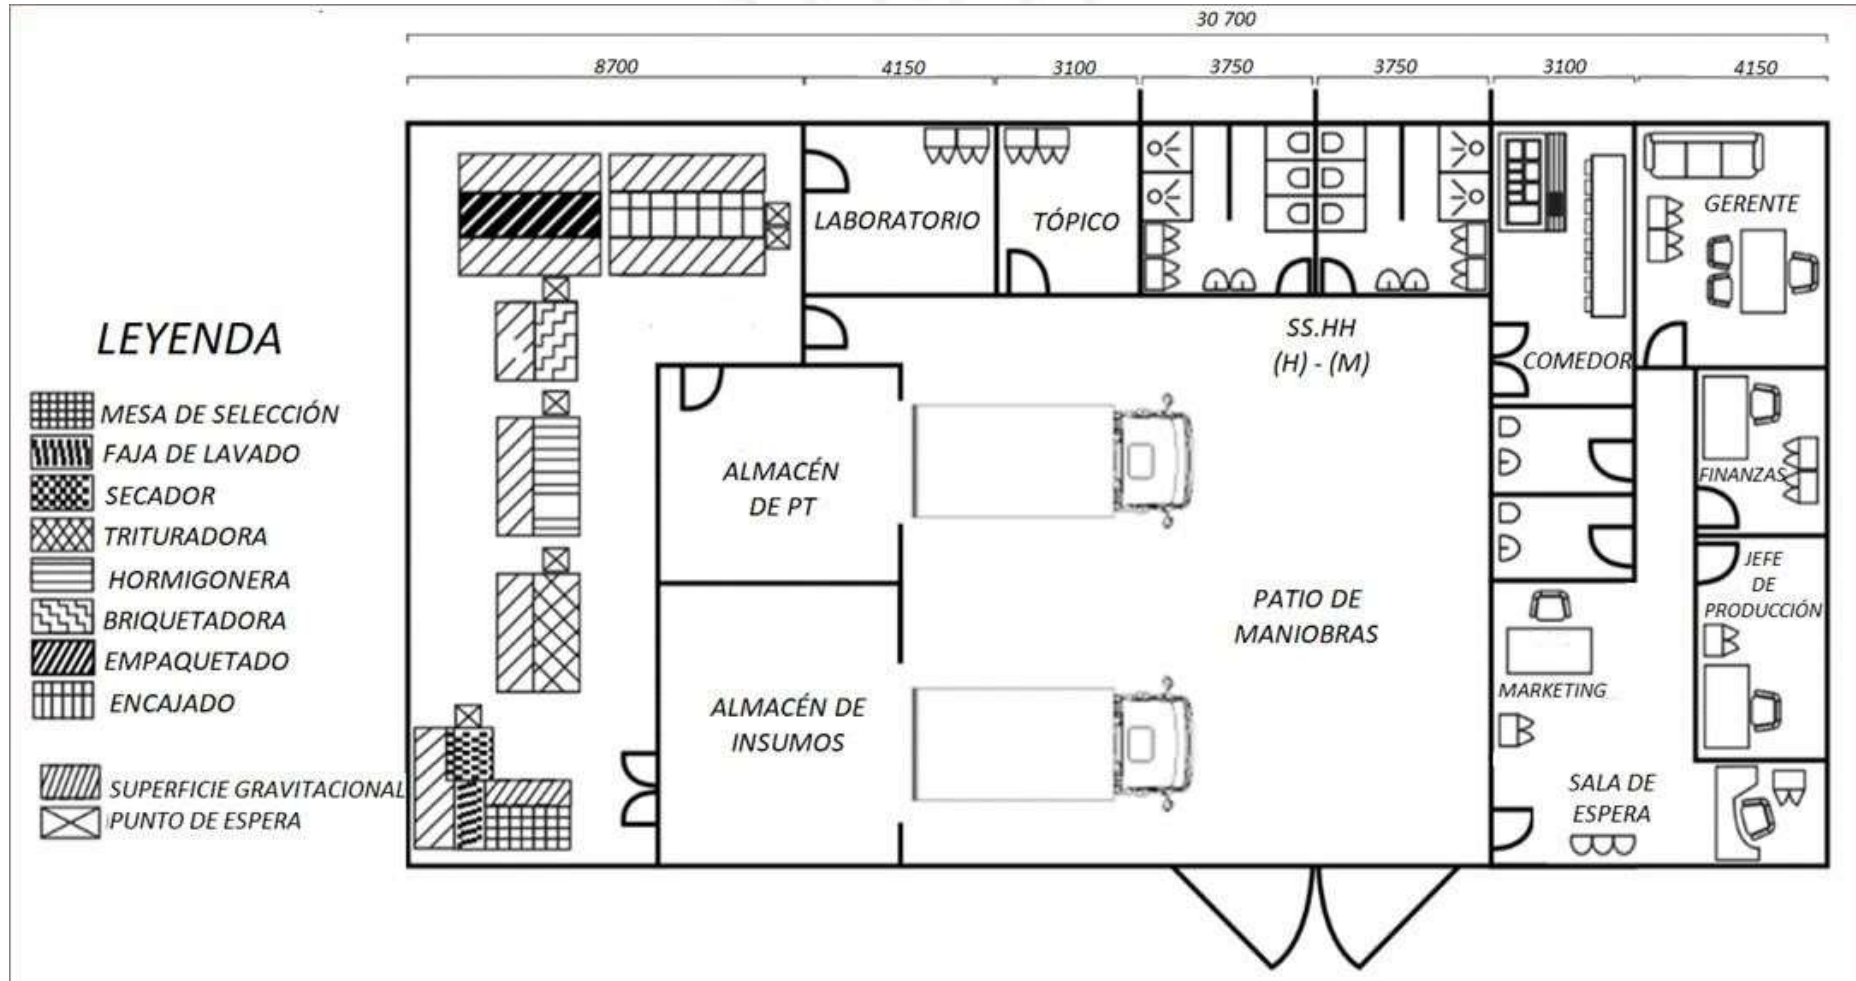 30 700
8700
4150
3100
3750
3750
3100
4150
LABORATORIO
TÓPICO
GERENTE
SS.HH
(H) - (M)
COMEDOR
LEYENDA
MESA DE SELECCIÓN
FAJA DE LAVADO
SECADOR
TRITURADORA
HORMIGONERA
BRIQUETADORA
EMPAQUETADO
ENCAJADO
SUPERFICIE GRAVITACIONAL
PUNTO DE ESPERA
ALMACÉN
DE PT
FINANZAS
PATIO DE
MANIOBRAS
JEFE
DE
PRODUCCIÓN
ALMACÉN DE
INSUMOS
MARKETING
SALA DE
ESPERA